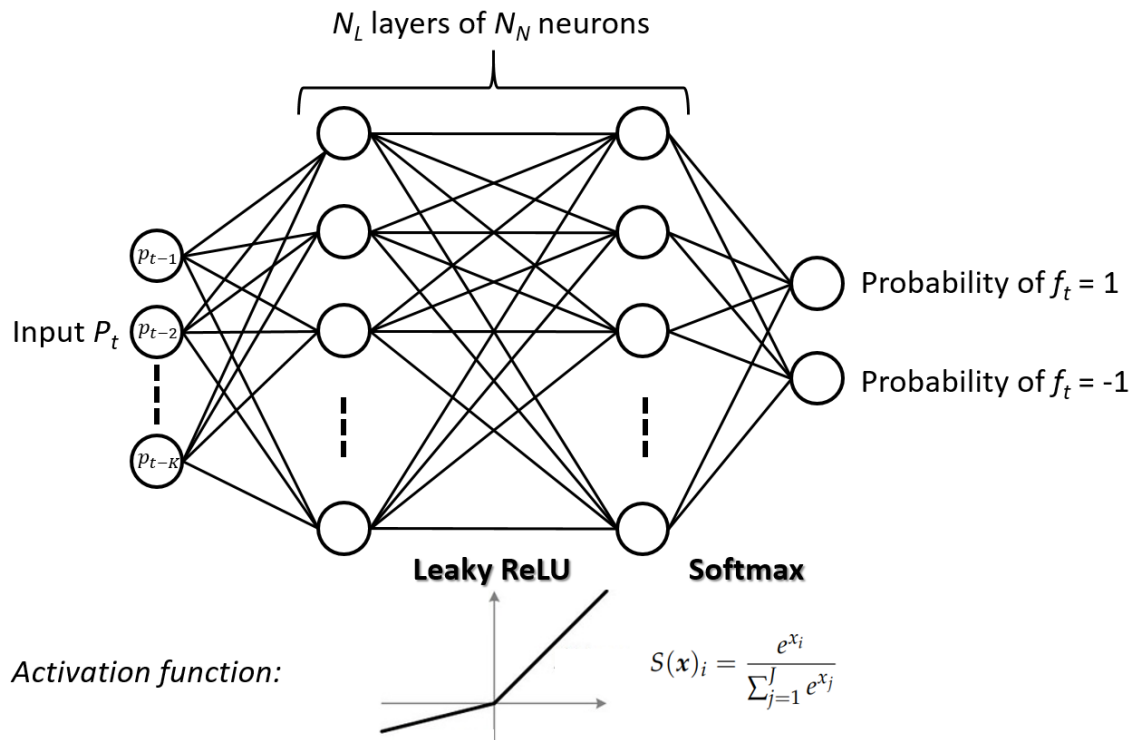 N_L layers of N_N neurons
p_{t−1}
Probability of f_t = 1
Input P_t
p_{t−2}
Probability of f_t = -1
p_{t−K}
Leaky ReLU
Softmax
Activation function:
S(x)_i = e^{x_i} / ∑_{j=1}^{J} e^{x_j}